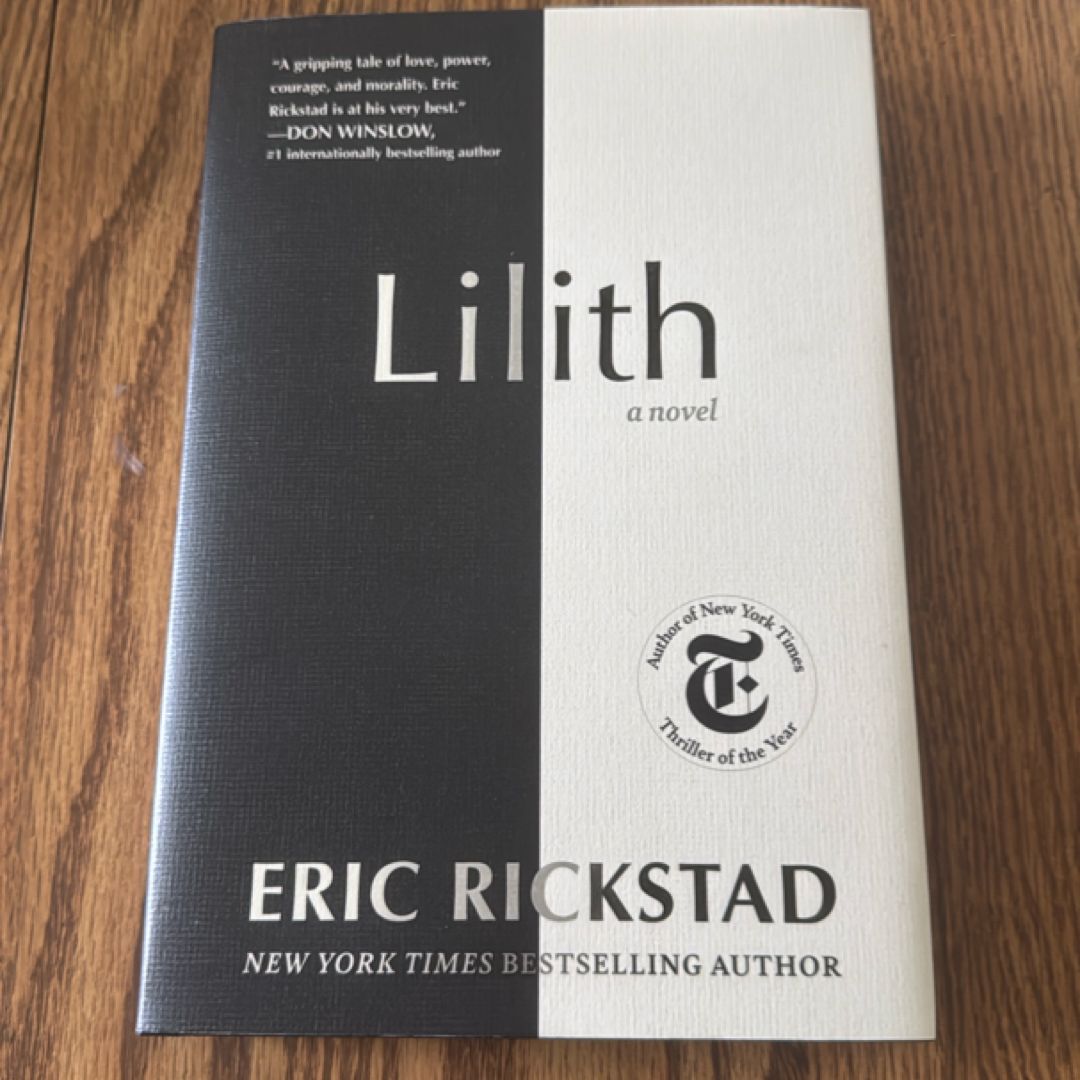 “A gripping tale of love, power,
courage, and morality. Eric
Rickstad is at his very best.”
—DON WINSLOW,
#1 internationally bestselling author
Lilith
a novel
Author of New York Times
T
Thriller of the Year
ERIC RICKSTAD
NEW YORK TIMES BESTSELLING AUTHOR